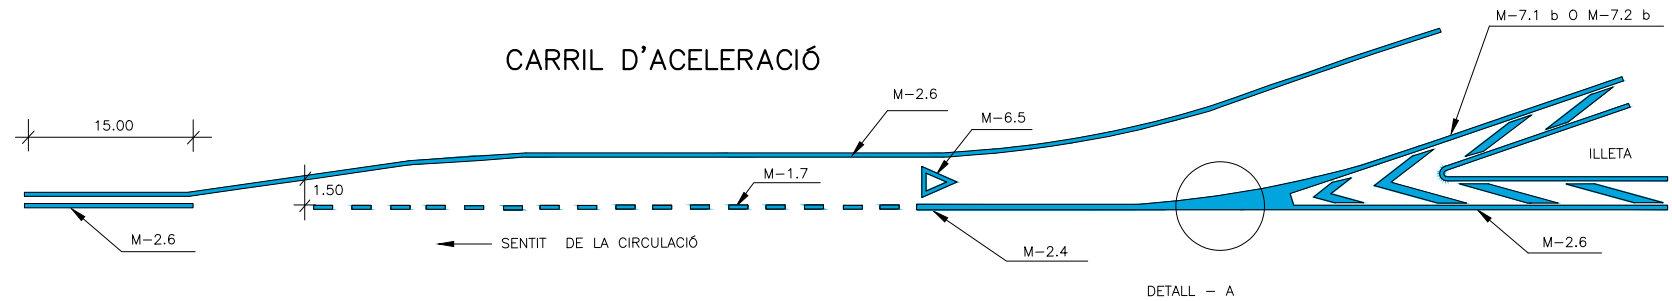 M-7.1 b O M-7.2 b
CARRIL D'ACELERACIÓ
M-2.6
M-6.5
15.00
ILLETA
M-1.7
1.50
M-2.6
SENTIT DE LA CIRCULACIÓ
M-2.4
M-2.6
DETALL - A